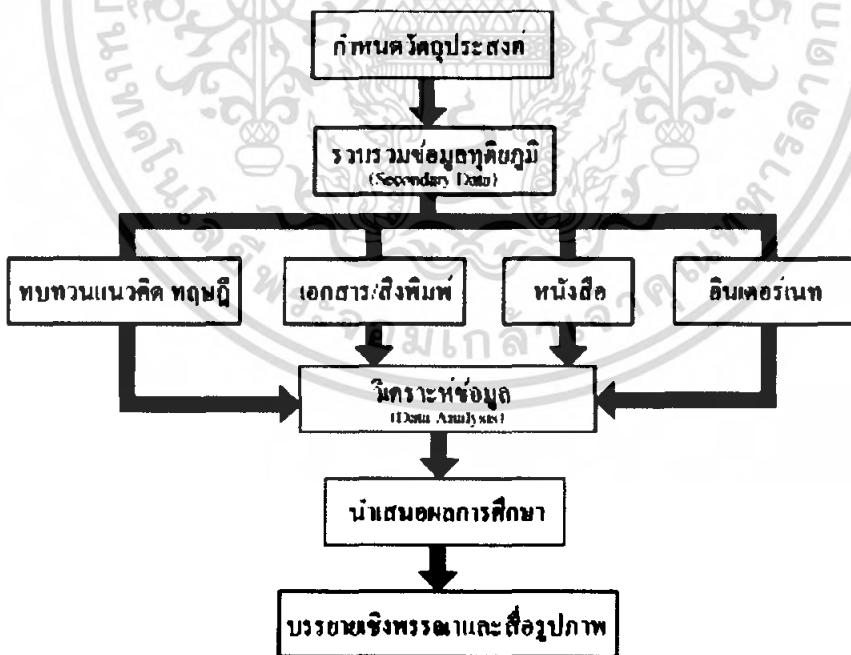 กำหนดวัตถุประสงค์
รวบรวมข้อมูลทุติยภูมิ
(Secondary Data)
ทบทวนแนวคิด ทฤษฎี
เอกสาร/สิ่งพิมพ์
หนังสือ
อินเตอร์เนท
วิเคราะห์ข้อมูล
(Data Analysis)
นำเสนอผลการศึกษา
บรรยายเชิงพรรณาและสื่อรูปภาพ